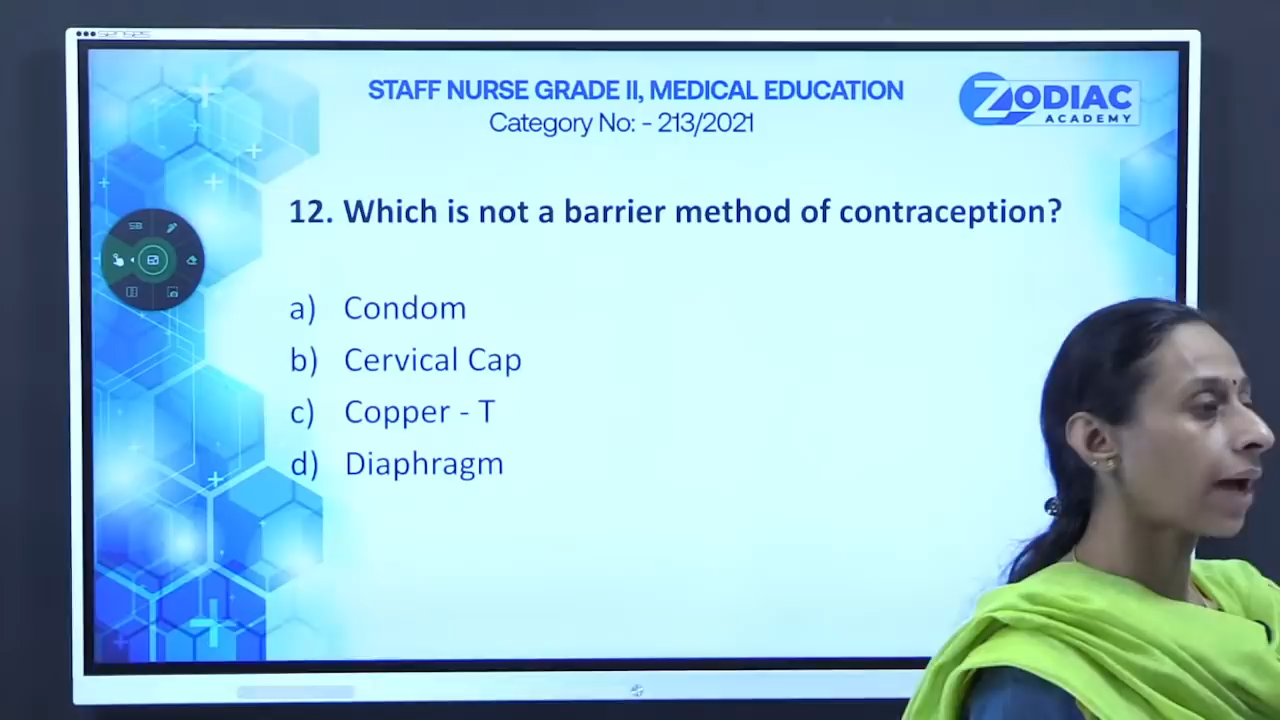 senses
STAFF NURSE GRADE II, MEDICAL EDUCATION
Category No: - 213/2021
ZODIAC
ACADEMY
12. Which is not a barrier method of contraception?
a) Condom
b) Cervical Cap
c) Copper - T
d) Diaphragm